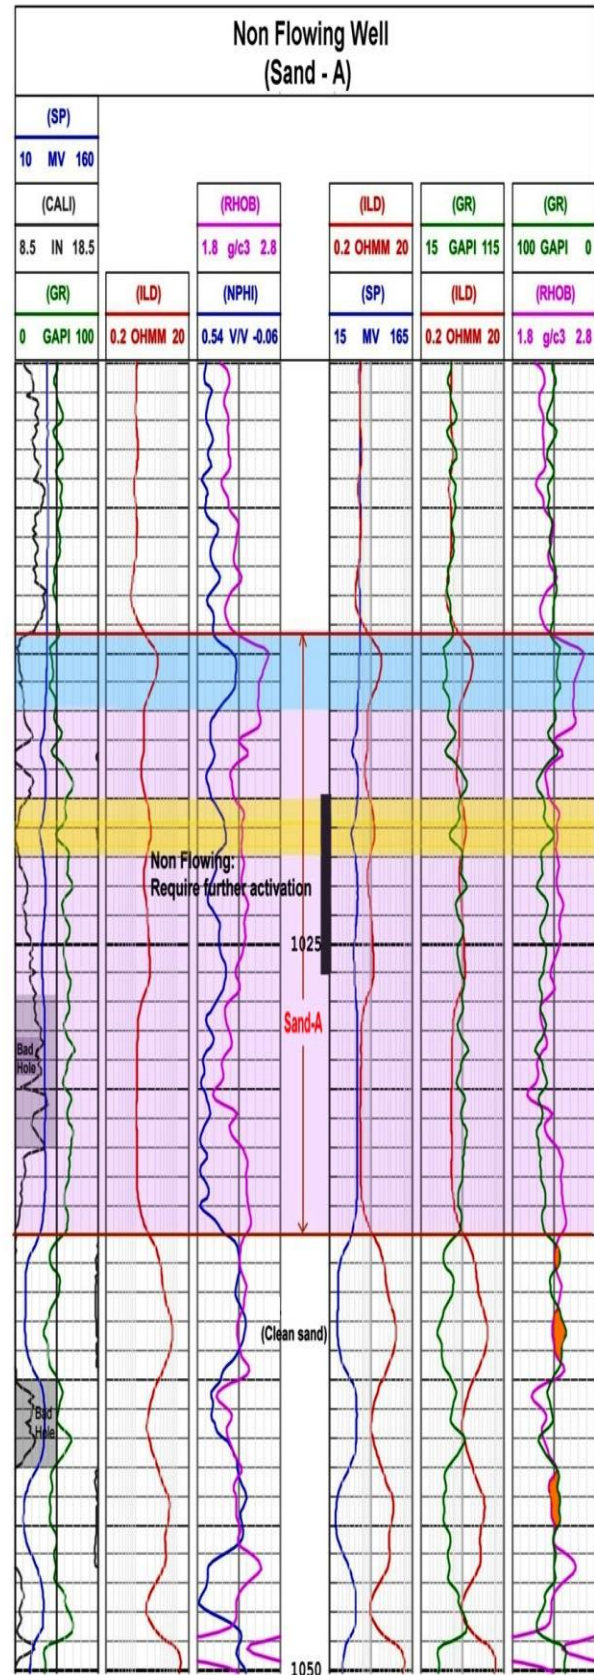 Non Flowing Well
(Sand - A)
(SP)
10 MV 160
(CALI)
8.5 IN 18.5
(GR)
0 GAPI 100
(ILD)
0.2 OHMM 20
(RHOB)
1.8 g/c3 2.8
(NPHI)
0.54 V/V -0.06
(ILD)
0.2 OHMM 20
(SP)
15 MV 165
(GR)
15 GAPI 115
(ILD)
0.2 OHMM 20
(GR)
100 GAPI 0
(RHOB)
1.8 g/c3 2.8
Non Flowing:
Require further activation
1025
Sand-A
Bad
Hole
(Clean sand)
Bad
Hole
1050